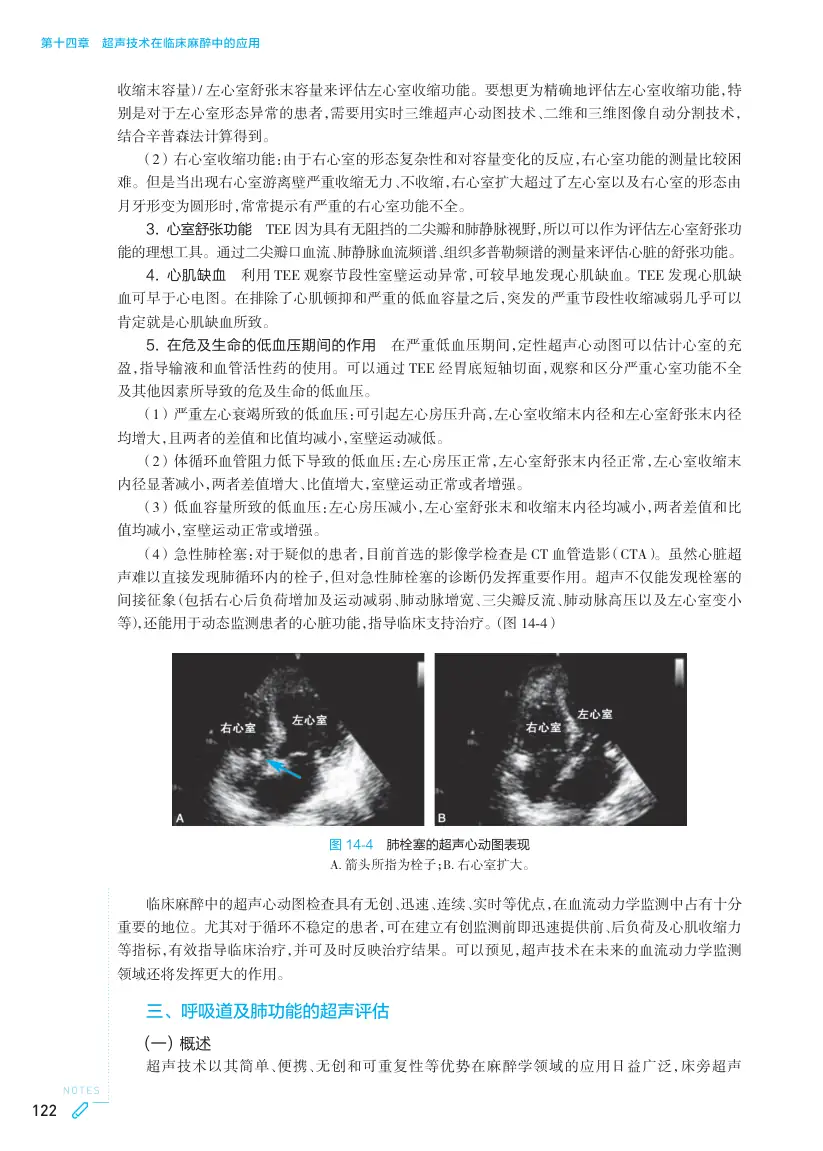 第十四章 超声技术在临床麻醉中的应用
收缩末容量)/ 左心室舒张末容量来评估左心室收缩功能。要想更为精确地评估左心室收缩功能,特
别是对于左心室形态异常的患者,需要用实时三维超声心动图技术、二维和三维图像自动分割技术,
结合辛普森法计算得到。
（2）右心室收缩功能:由于右心室的形态复杂性和对容量变化的反应,右心室功能的测量比较困
难。但是当出现右心室游离壁严重收缩无力、不收缩,右心室扩大超过了左心室以及右心室的形态由
月牙形变为圆形时,常常提示有严重的右心室功能不全。
3. 心室舒张功能 TEE 因为具有无阻挡的二尖瓣和肺静脉视野,所以可以作为评估左心室舒张功
能的理想工具。通过二尖瓣口血流、肺静脉血流频谱、组织多普勒频谱的测量来评估心脏的舒张功能。
4. 心肌缺血 利用 TEE 观察节段性室壁运动异常,可较早地发现心肌缺血。TEE 发现心肌缺
血可早于心电图。在排除了心肌顿抑和严重的低血容量之后,突发的严重节段性收缩减弱几乎可以
肯定就是心肌缺血所致。
5. 在危及生命的低血压期间的作用 在严重低血压期间,定性超声心动图可以估计心室的充
盈,指导输液和血管活性药的使用。可以通过 TEE 经胃底短轴切面,观察和区分严重心室功能不全
及其他因素所导致的危及生命的低血压。
（1）严重左心衰竭所致的低血压:可引起左心房压升高,左心室收缩末内径和左心室舒张末内径
均增大,且两者的差值和比值均减小,室壁运动减低。
（2）体循环血管阻力低下导致的低血压:左心房压正常,左心室舒张末内径正常,左心室收缩末
内径显著减小,两者差值增大、比值增大,室壁运动正常或者增强。
（3）低血容量所致的低血压:左心房压减小,左心室舒张末和收缩末内径均减小,两者差值和比
值均减小,室壁运动正常或增强。
（4）急性肺栓塞:对于疑似的患者,目前首选的影像学检查是 CT 血管造影（CTA）。虽然心脏超
声难以直接发现肺循环内的栓子,但对急性肺栓塞的诊断仍发挥重要作用。超声不仅能发现栓塞的
间接征象(包括右心后负荷增加及运动减弱、肺动脉增宽、三尖瓣反流、肺动脉高压以及左心室变小
等),还能用于动态监测患者的心脏功能,指导临床支持治疗。（图 14-4）
右心室
左心室
A
右心室
左心室
B
图 14-4 肺栓塞的超声心动图表现
A. 箭头所指为栓子;B. 右心室扩大。
临床麻醉中的超声心动图检查具有无创、迅速、连续、实时等优点,在血流动力学监测中占有十分
重要的地位。尤其对于循环不稳定的患者,可在建立有创监测前即迅速提供前、后负荷及心肌收缩力
等指标,有效指导临床治疗,并可及时反映治疗结果。可以预见,超声技术在未来的血流动力学监测
领域还将发挥更大的作用。
三、呼吸道及肺功能的超声评估
(一) 概述
超声技术以其简单、便携、无创和可重复性等优势在麻醉学领域的应用日益广泛,床旁超声
NOTES
122